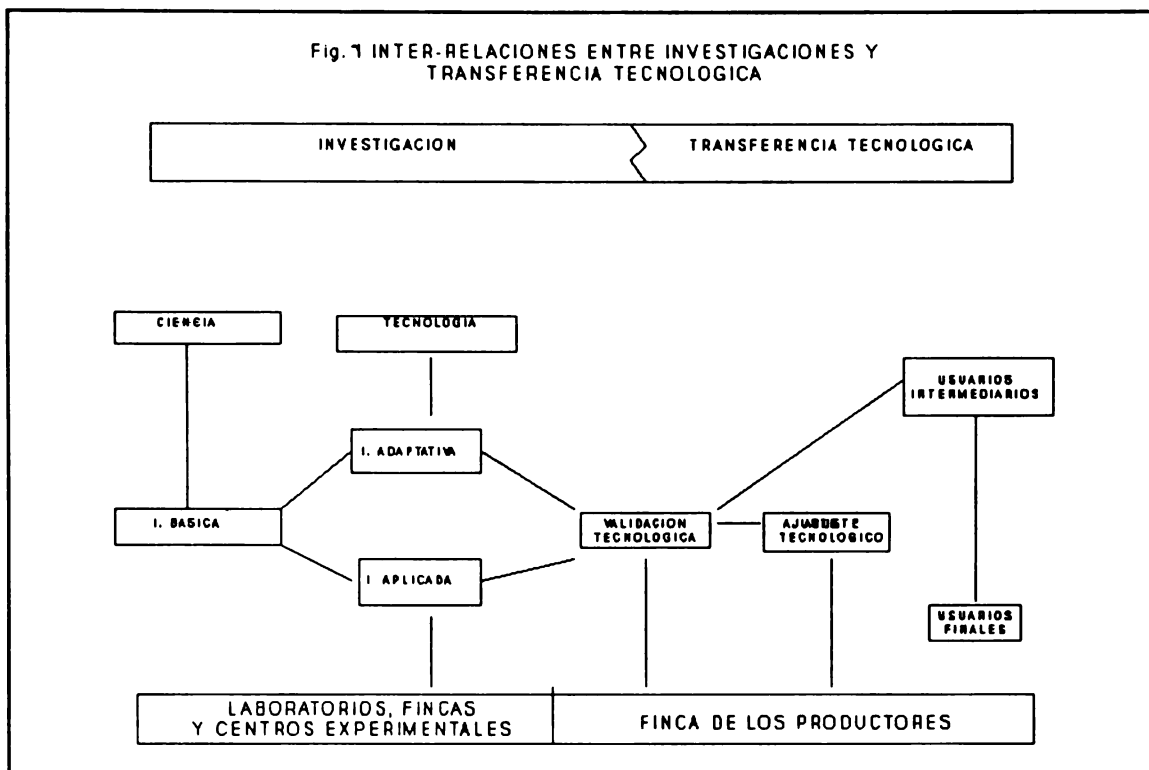 Fig. 1 INTER-RELACIONES ENTRE INVESTIGACIONES Y
TRANSFERENCIA TECNOLOGICA
INVESTIGACION
TRANSFERENCIA TECNOLOGICA
CIENCIA
TECNOLOGIA
USUARIOS
INTERMEDIARIOS
I. ADAPTATIVA
I. BASICA
VALIDACION
TECNOLOGICA
TECNOLOGICO
I. APLICADA
USUARIOS
FINALES
LABORATORIOS, FINCAS
Y CENTROS EXPERIMENTALES
FINCA DE LOS PRODUCTORES